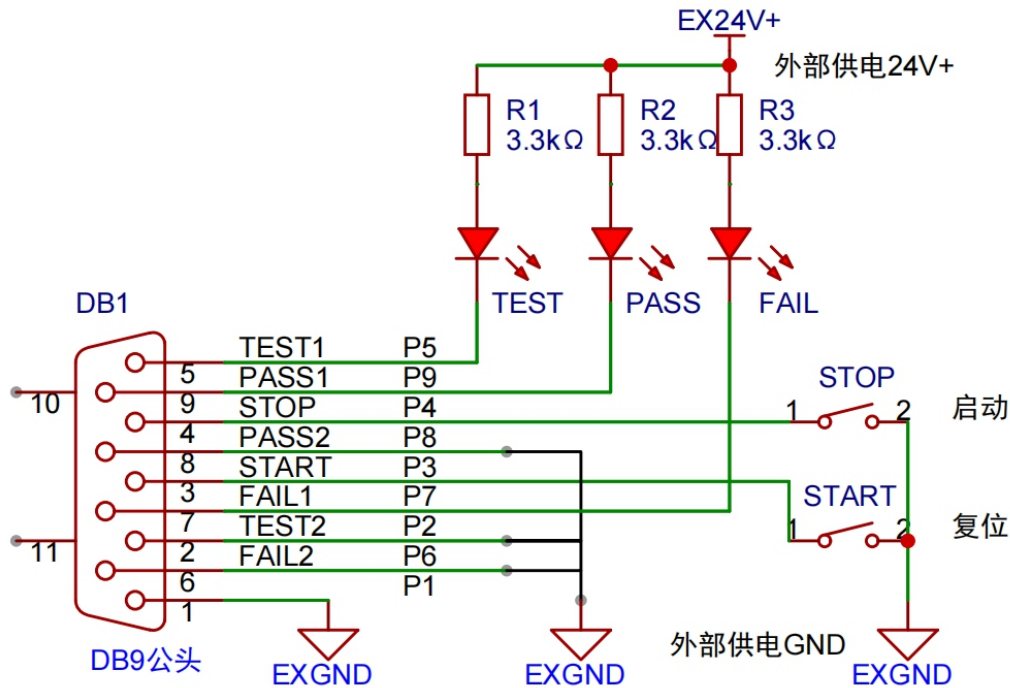 EX24V+
外部供电24V+
R1
3.3kΩ
R2
3.3kΩ
R3
3.3kΩ
TEST
PASS
FAIL
DB1
TEST1 P5
5
PASS1 P9
9
STOP P4
4
PASS2 P8
8
START P3
3
FAIL1 P7
7
TEST2 P2
2
FAIL2 P6
6
P1
1
10
11
STOP
1 2
启动
START
1 2
复位
DB9公头
EXGND
EXGND
外部供电GND
EXGND